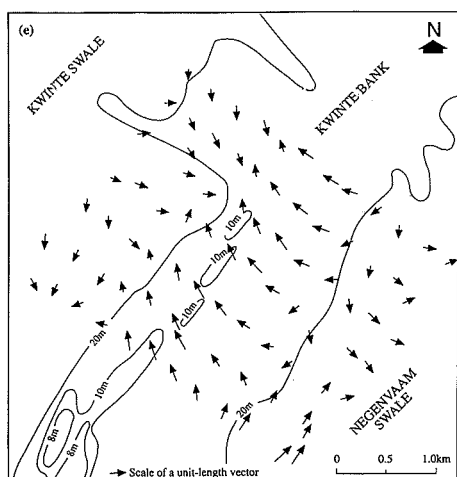 (e)
N
KWINTE SWALE
KWINTE BANK
10m
10m
10m
20m
10m
20m
8m
8m
NEGENVAAM
SWALE
Scale of a unit-length vector
0 0.5 1.0km